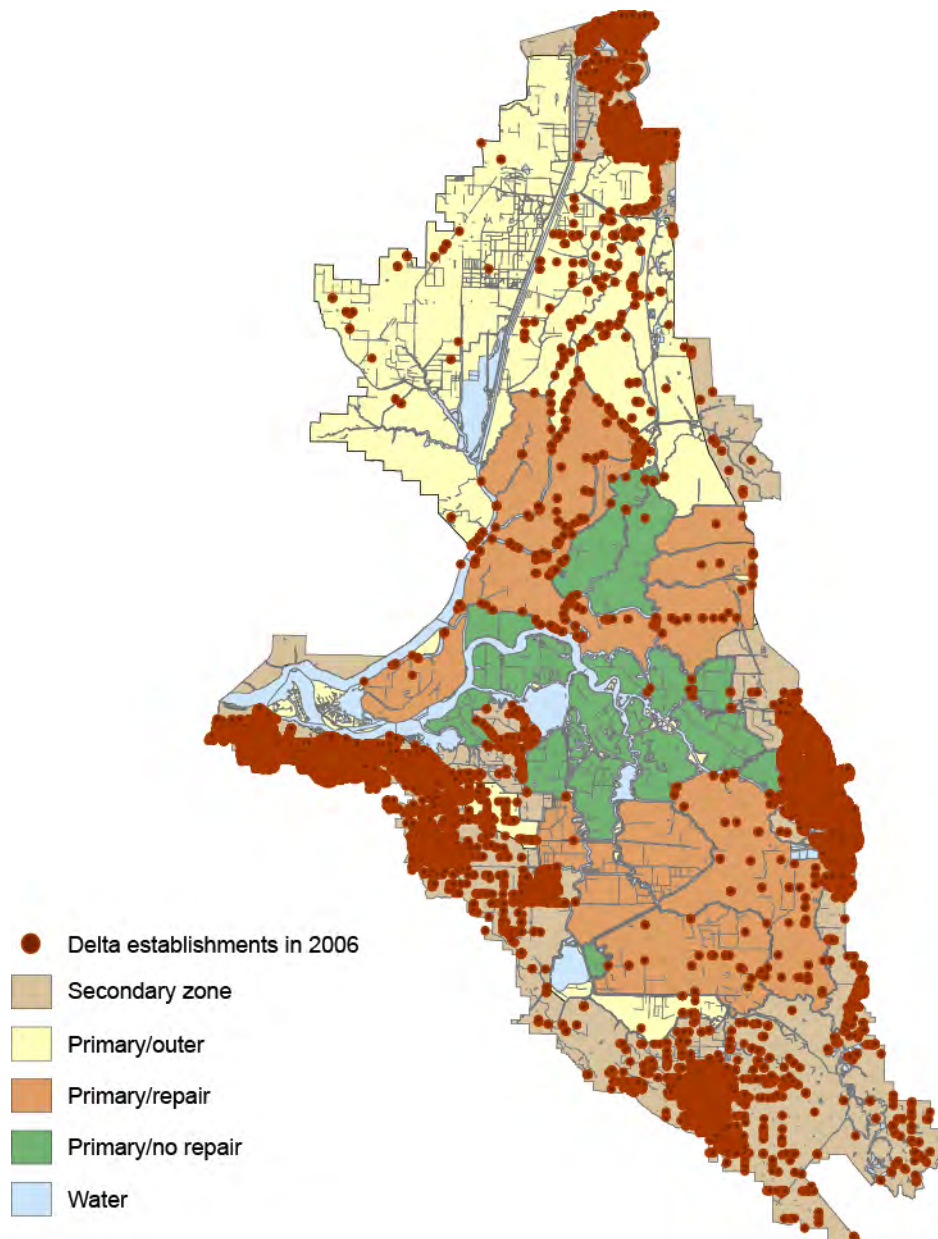 Delta establishments in 2006
Secondary zone
Primary/outer
Primary/repair
Primary/no repair
Water